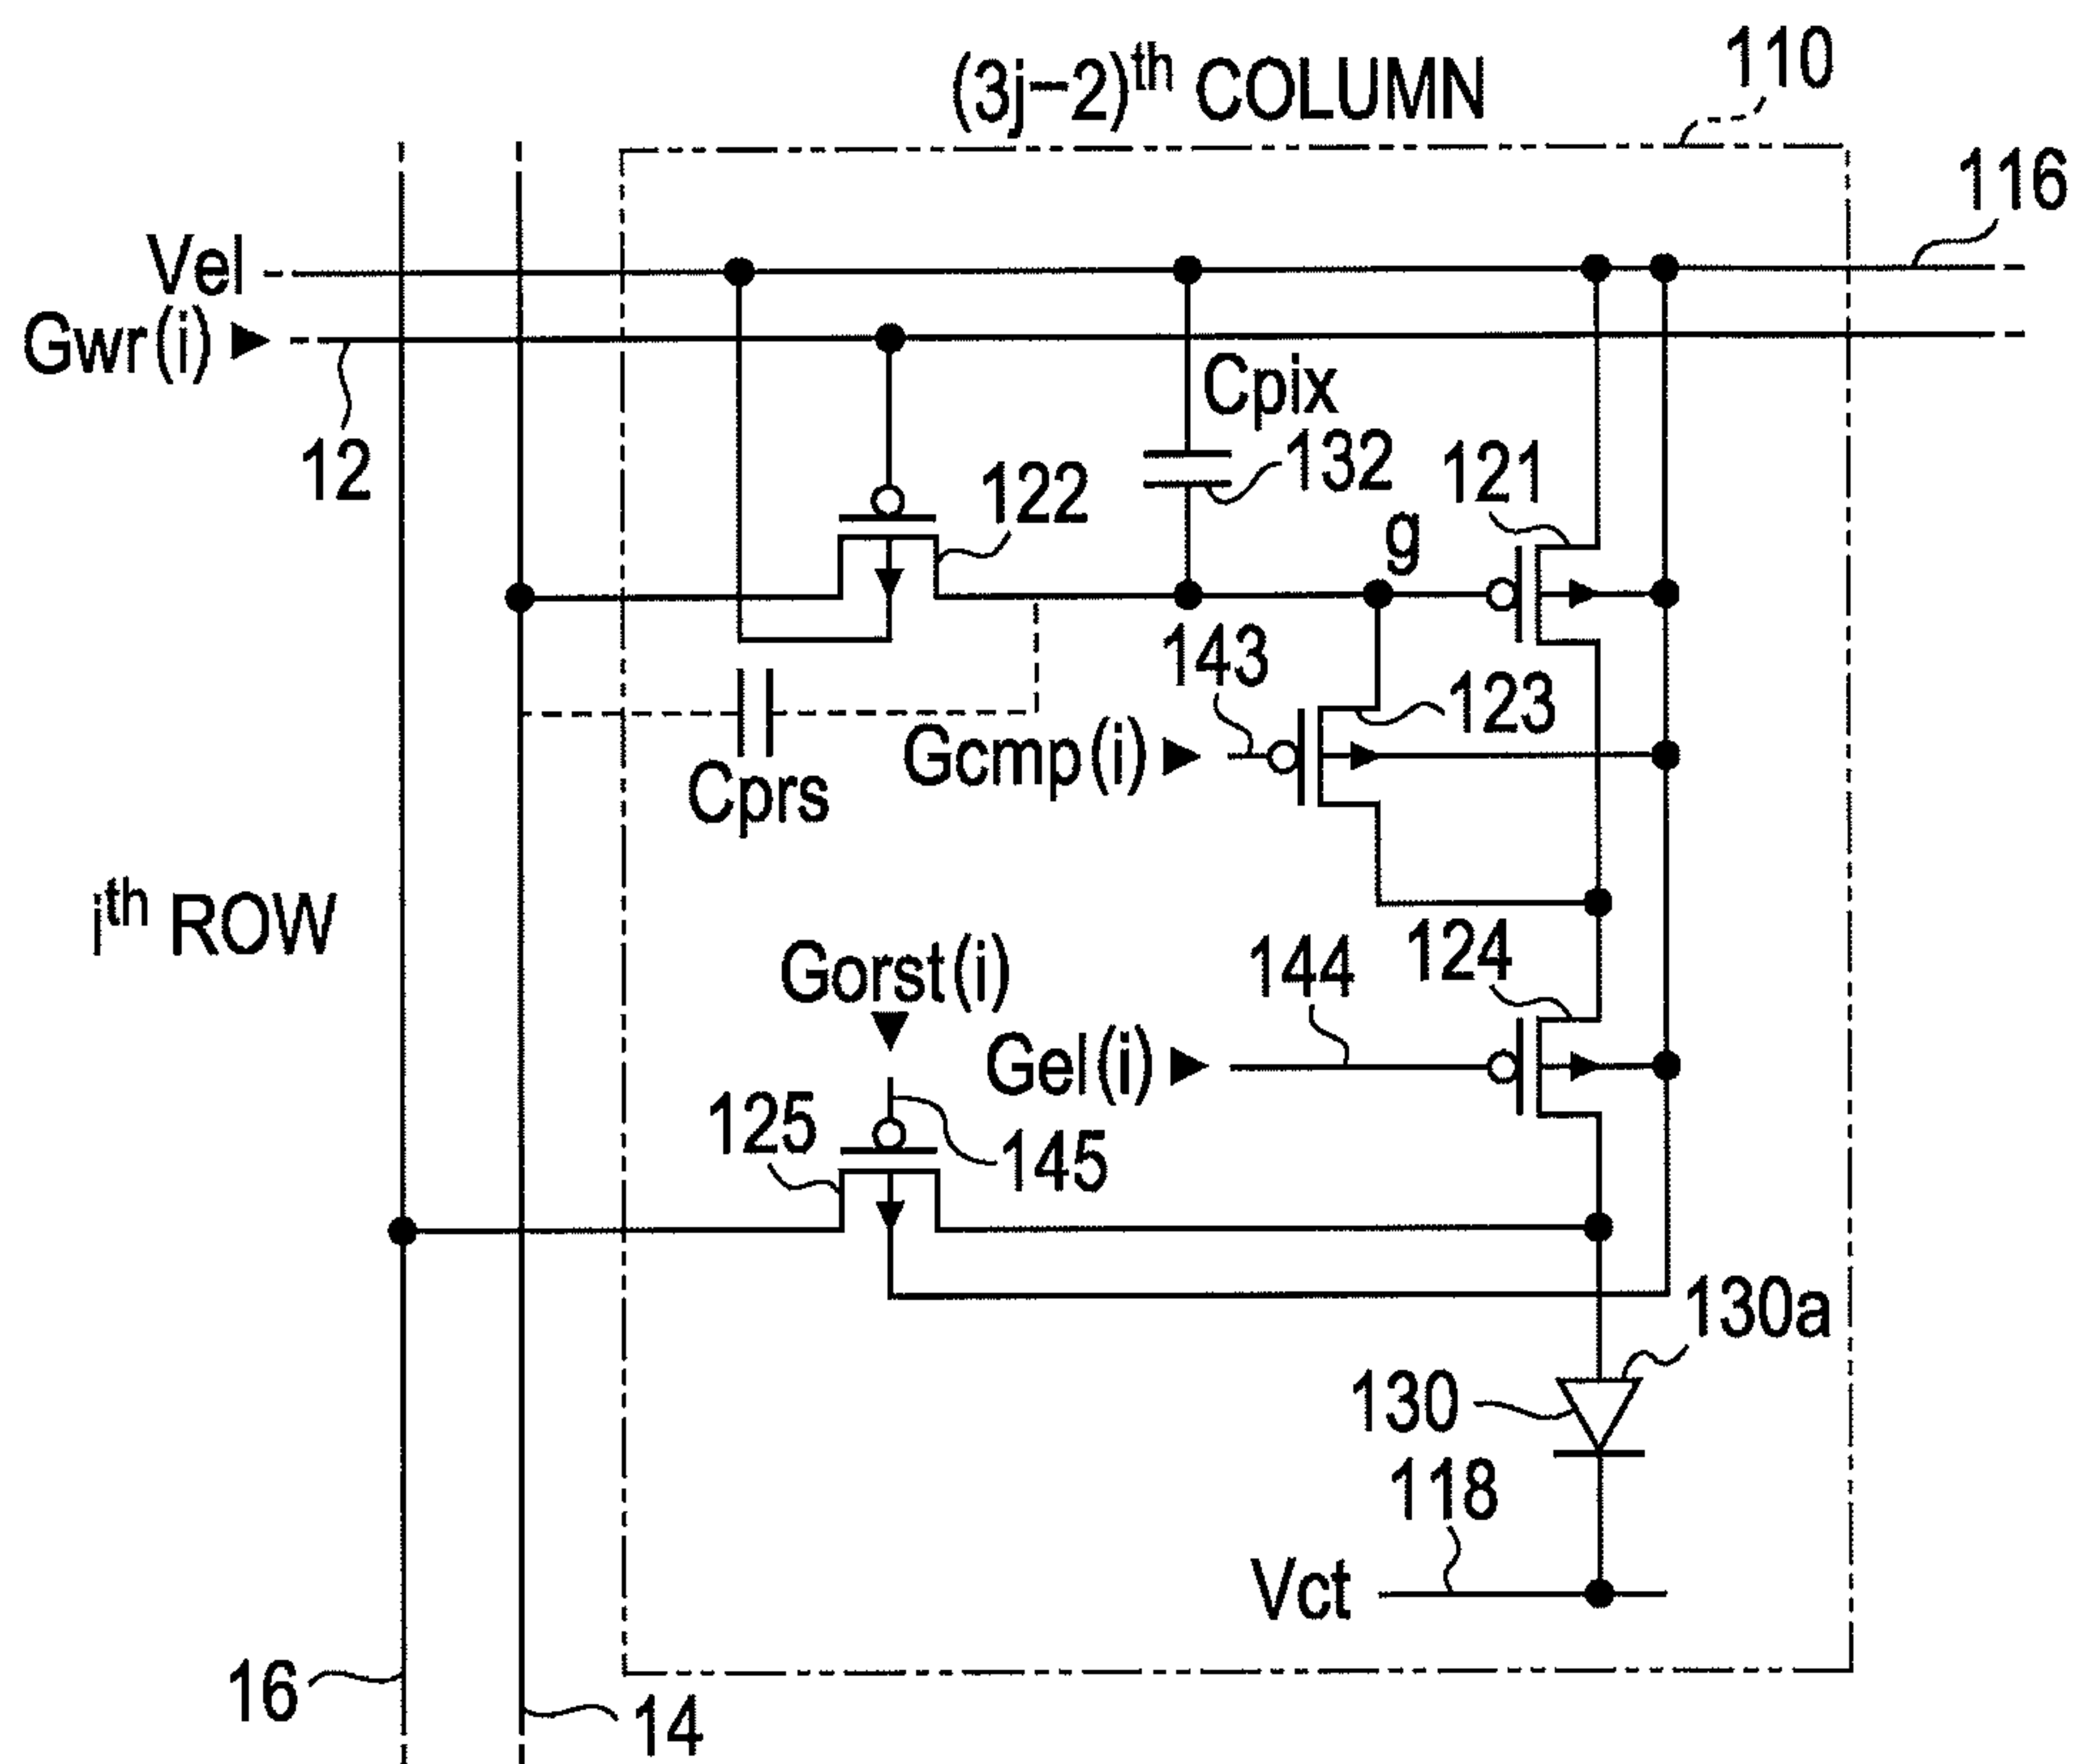 110
(3j−2)th COLUMN
116
Vel
Gwr(i)
12
Cpix
132
122
121
g
143
123
Gcmp(i)
Cprs
ith ROW
124
144
Gorst(i)
Gel(i)
125
145
130a
130
118
Vct
16
14